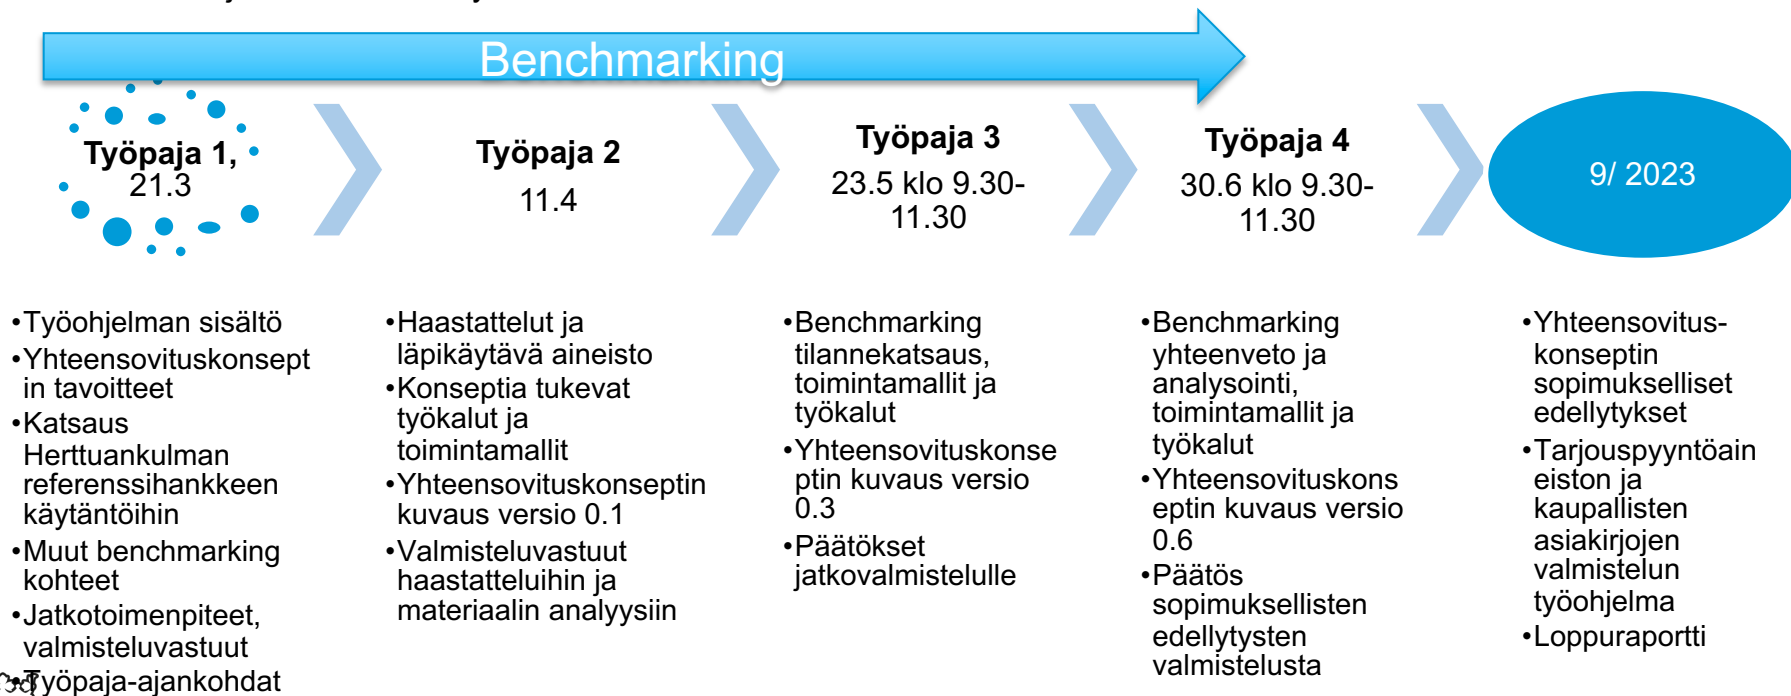 Benchmarking
Työpaja 1,
21.3
Työpaja 2
11.4
Työpaja 3
23.5 klo 9.30-
11.30
Työpaja 4
30.6 klo 9.30-
11.30
9/ 2023
•Työohjelman sisältö
•Yhteensovituskonsept
in tavoitteet
•Katsaus
Herttuankulman
referenssihankkeen
käytäntöihin
•Muut benchmarking
kohteet
•Jatkotoimenpiteet,
valmisteluvastuut
•Työpaja-ajankohdat
•Haastattelut ja
läpikäytävä aineisto
•Konseptia tukevat
työkalut ja
toimintamallit
•Yhteensovituskonseptin
kuvaus versio 0.1
•Valmisteluvastuut
haastatteluihin ja
materiaalin analyysiin
•Benchmarking
tilannekatsaus,
toimintamallit ja
työkalut
•Yhteensovituskonse
ptin kuvaus versio
0.3
•Päätökset
jatkovalmistelulle
•Benchmarking
yhteenveto ja
analysointi,
toimintamallit ja
työkalut
•Yhteensovituskons
eptin kuvaus versio
0.6
•Päätös
sopimuksellisten
edellytysten
valmistelusta
•Yhteensovitus-
konseptin
sopimukselliset
edellytykset
•Tarjouspyyntöain
eiston ja
kaupallisten
asiakirjojen
valmistelun
työohjelma
•Loppuraportti